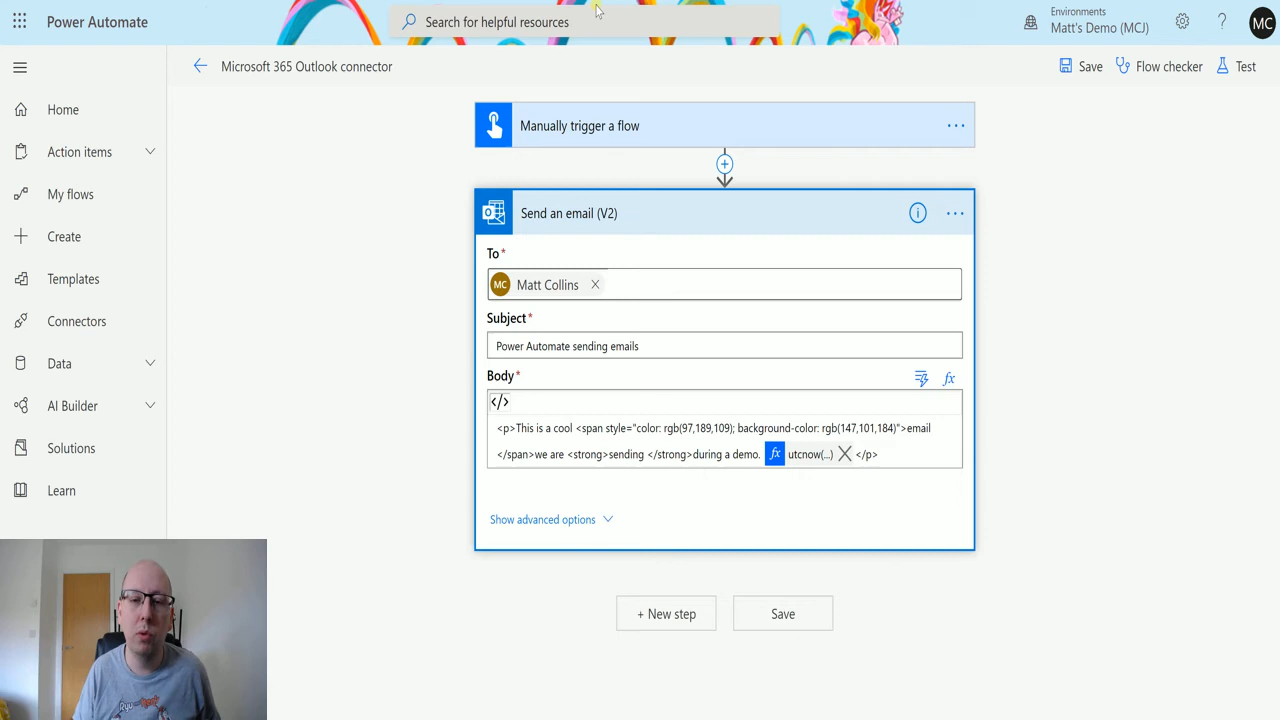 Power Automate
Search for helpful resources
Environments
Matt's Demo (MCJ)
MC
Microsoft 365 Outlook connector
Save
Flow checker
Test
Home
Action items
My flows
Create
Templates
Connectors
Data
AI Builder
Solutions
Learn
Manually trigger a flow
Send an email (V2)
To*
MC Matt Collins
Subject*
Power Automate sending emails
Body*
fx
</>
<p>This is a cool <span style="color: rgb(97,189,109); background-color: rgb(147,101,184)">email
</span>we are <strong>sending </strong>during a demo. fx utcnow(...) </p>
Show advanced options
+ New step
Save